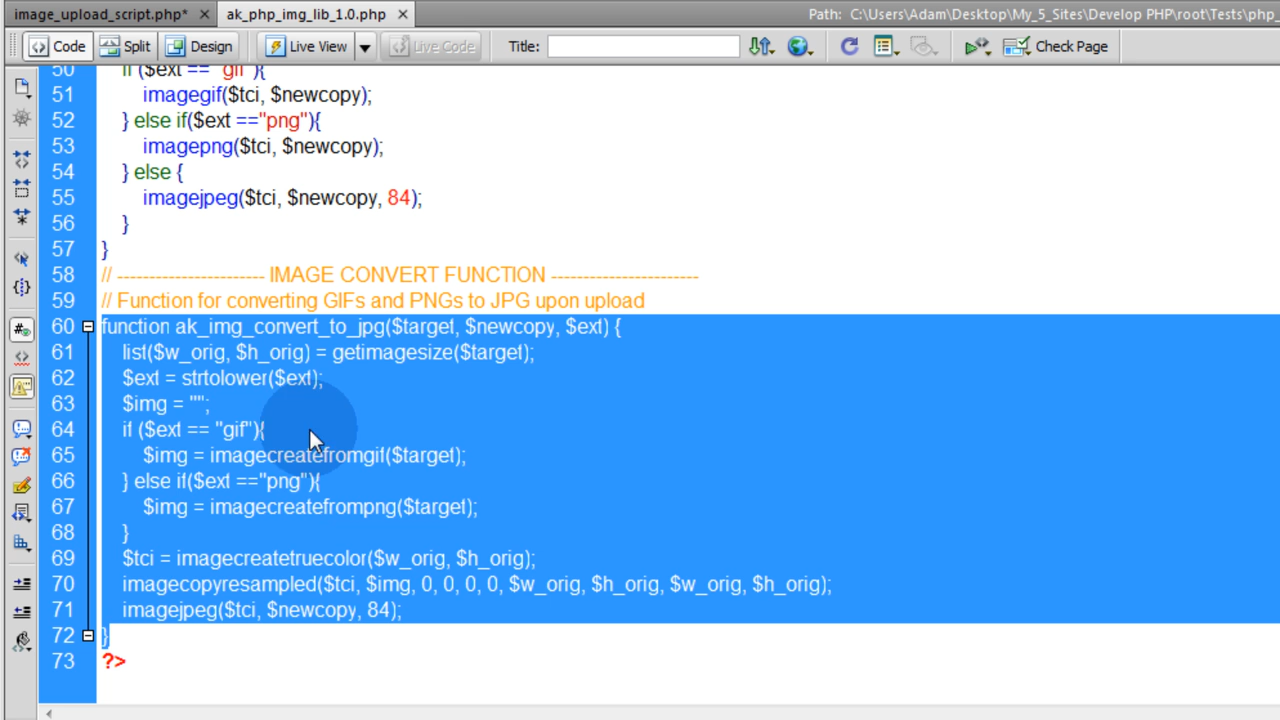 image_upload_script.php* × ak_php_img_lib_1.0.php × Path: C:\Users\Adam\Desktop\My_5_Sites\Develop PHP\root\Tests\php_
Code Split Design Live View Live Code Title: Check Page
50 if ($ext == "gif"){
51 imagegif($tci, $newcopy);
52 } else if($ext =="png"){
53 imagepng($tci, $newcopy);
54 } else {
55 imagejpeg($tci, $newcopy, 84);
56 }
57 }
58 // ----------------------- IMAGE CONVERT FUNCTION -----------------------
59 // Function for converting GIFs and PNGs to JPG upon upload
60 function ak_img_convert_to_jpg($target, $newcopy, $ext) {
61 list($w_orig, $h_orig) = getimagesize($target);
62 $ext = strtolower($ext);
63 $img = "";
64 if ($ext == "gif"){
65 $img = imagecreatefromgif($target);
66 } else if($ext =="png"){
67 $img = imagecreatefrompng($target);
68 }
69 $tci = imagecreatetruecolor($w_orig, $h_orig);
70 imagecopyresampled($tci, $img, 0, 0, 0, 0, $w_orig, $h_orig, $w_orig, $h_orig);
71 imagejpeg($tci, $newcopy, 84);
72 }
73 ?>